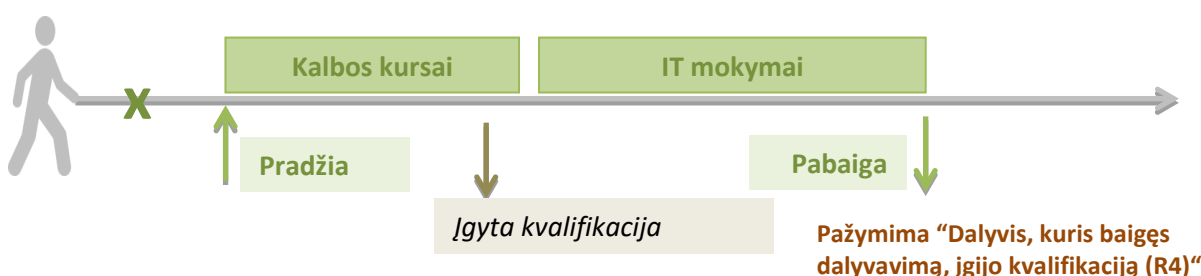 Kalbos kursai
IT mokymai
X
Pradžia
Pabaiga
Įgyta kvalifikacija
Pažymima “Dalyvis, kuris baigęs
dalyvavimą, įgijo kvalifikaciją (R4)“